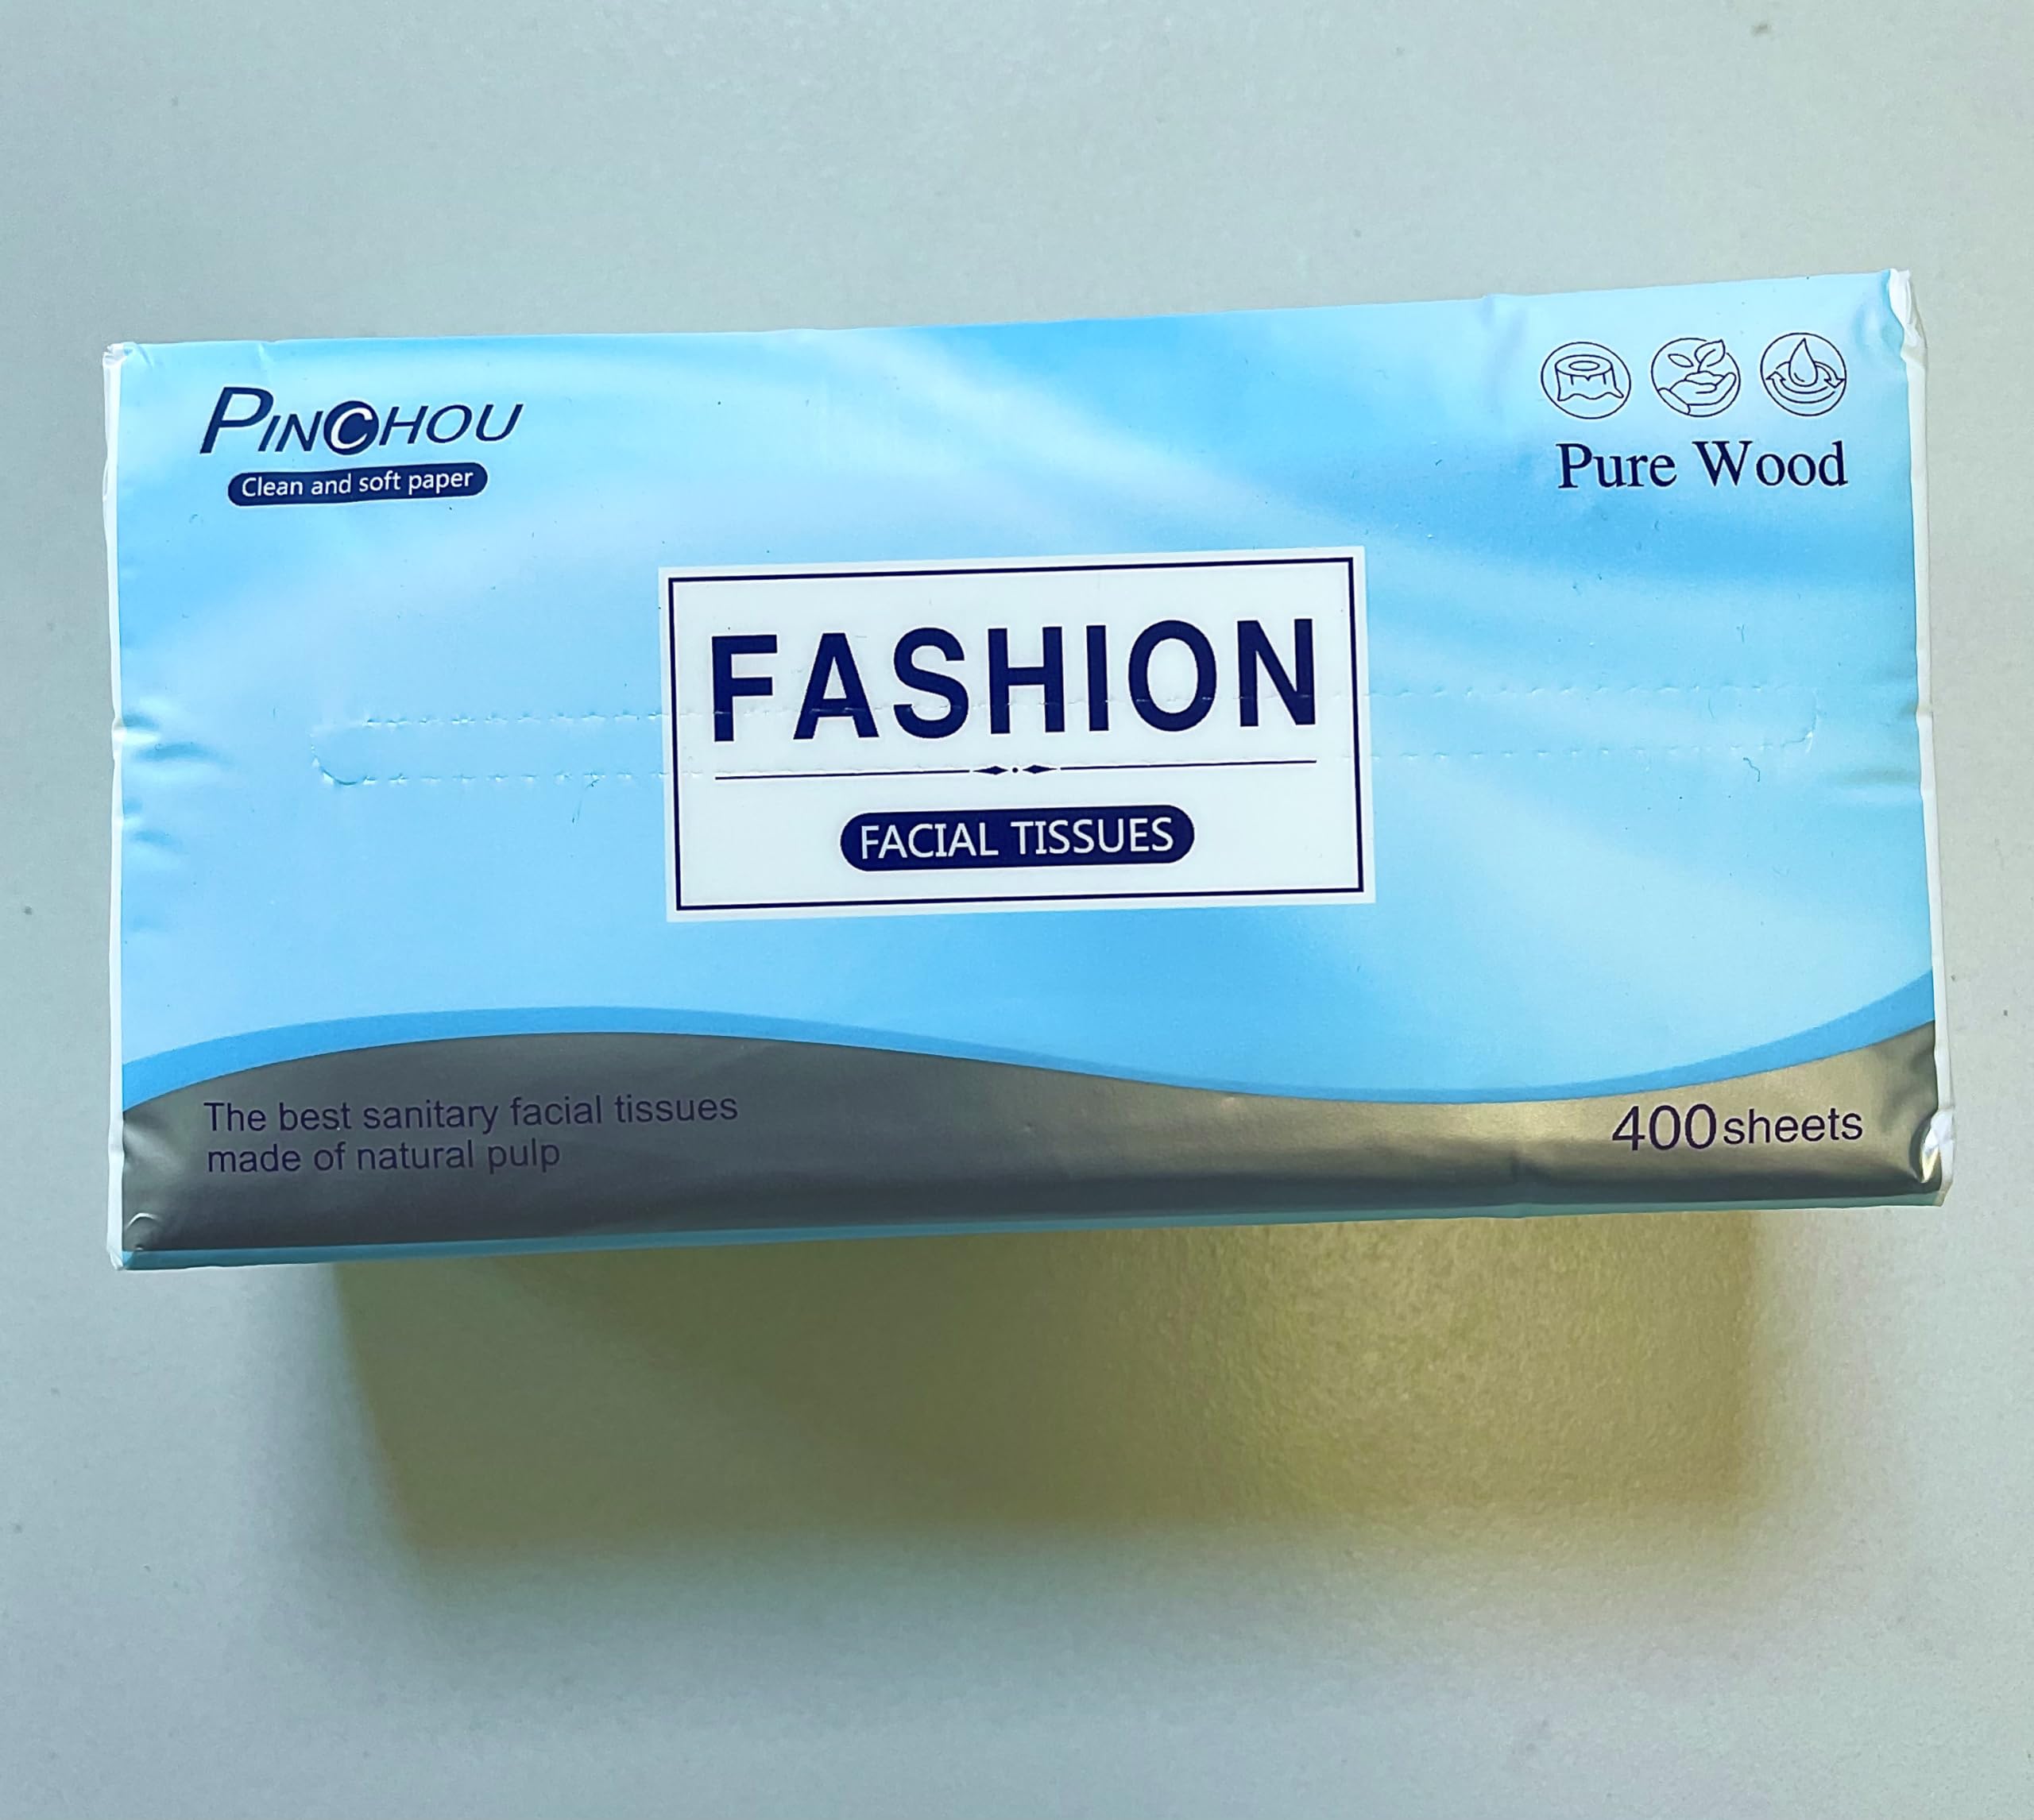 PINCHOU
Clean and soft paper
Pure Wood
FASHION
FACIAL TISSUES
The best sanitary facial tissues
made of natural pulp
400sheets